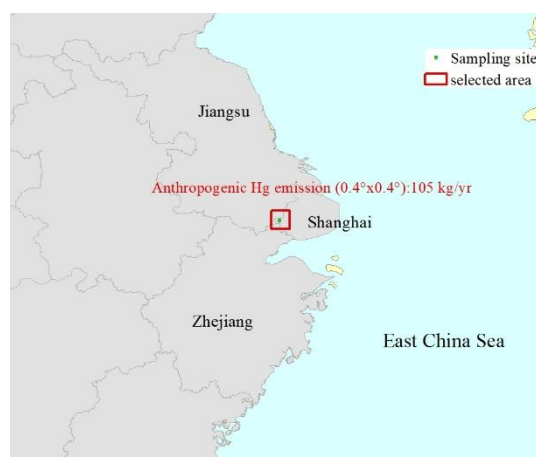 Sampling site
selected area
Jiangsu
Anthropogenic Hg emission (0.4°x0.4°):105 kg/yr
Shanghai
Zhejiang
East China Sea